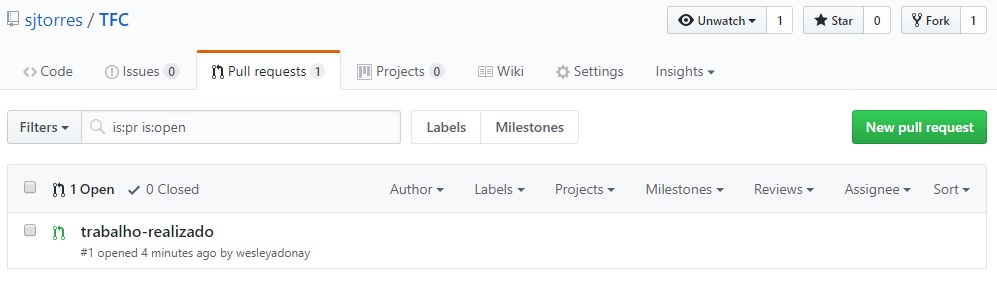 sjtorres / TFC Unwatch 1 Star 0 Fork 1
Code Issues 0 Pull requests 1 Projects 0 Wiki Settings Insights
Filters is:pr is:open Labels Milestones New pull request
1 Open 0 Closed Author Labels Projects Milestones Reviews Assignee Sort
trabalho-realizado
#1 opened 4 minutes ago by wesleyadonay